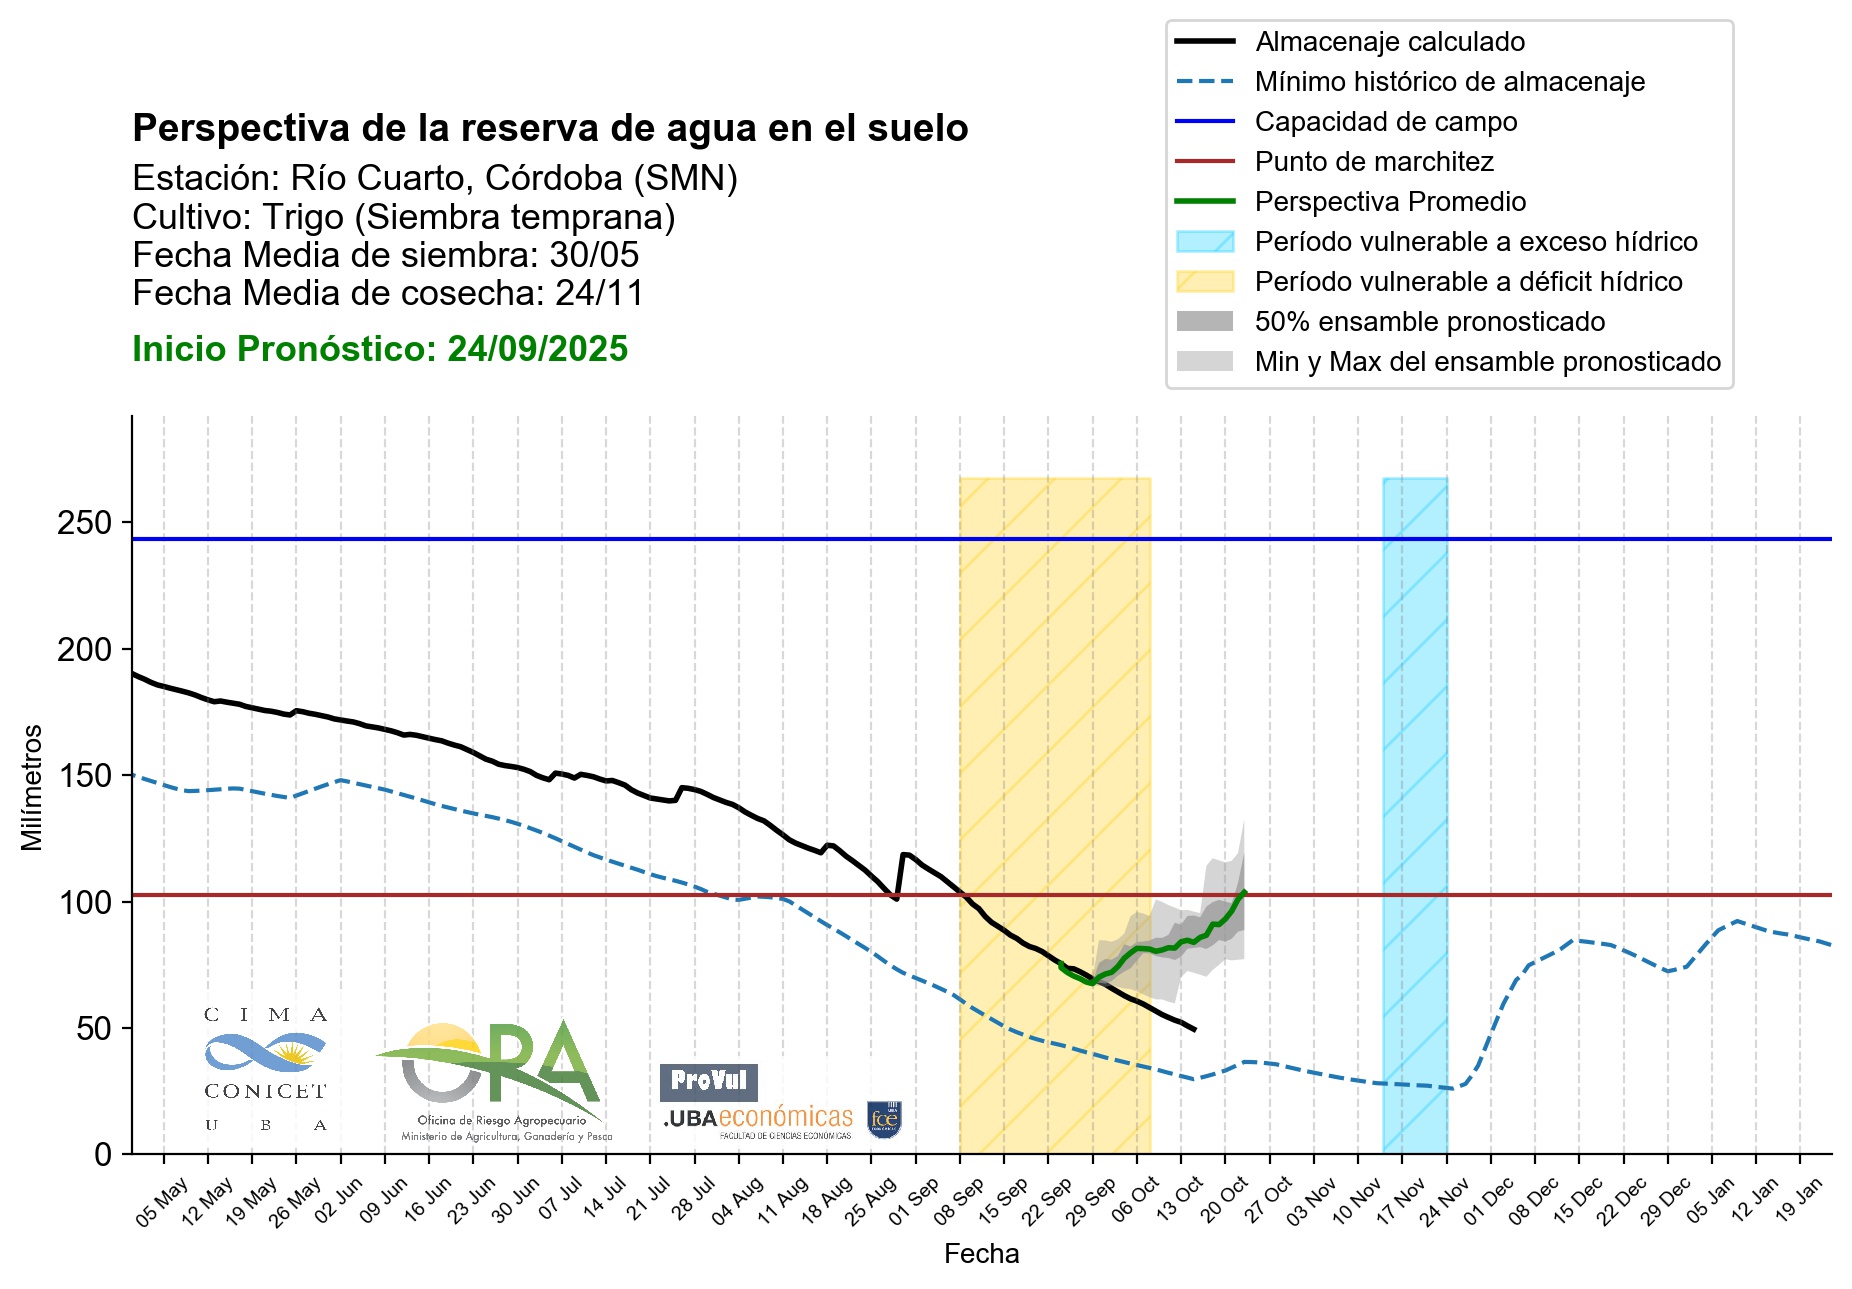 Almacenaje calculado
Mínimo histórico de almacenaje
Capacidad de campo
Punto de marchitez
Perspectiva Promedio
Período vulnerable a exceso hídrico
Período vulnerable a déficit hídrico
50% ensamble pronosticado
Min y Max del ensamble pronosticado
Perspectiva de la reserva de agua en el suelo
Estación: Río Cuarto, Córdoba (SMN)
Cultivo: Trigo (Siembra temprana)
Fecha Media de siembra: 30/05
Fecha Media de cosecha: 24/11
Inicio Pronóstico: 24/09/2025
Milímetros
250
200
150
100
50
0
C I M A
CONICET
U B A
ORA
Oficina de Riesgo Agropecuario
Ministerio de Agricultura, Ganadería y Pesca
ProVul
.UBAeconómicas
FACULTAD DE CIENCIAS ECONÓMICAS
fce
05 May 12 May 19 May 26 May 02 Jun 09 Jun 16 Jun 23 Jun 30 Jun 07 Jul 14 Jul 21 Jul 28 Jul 04 Aug 11 Aug 18 Aug 25 Aug 01 Sep 08 Sep 15 Sep 22 Sep 29 Sep 06 Oct 13 Oct 20 Oct 27 Oct 03 Nov 10 Nov 17 Nov 24 Nov 01 Dec 08 Dec 15 Dec 22 Dec 29 Dec 05 Jan 12 Jan 19 Jan
Fecha